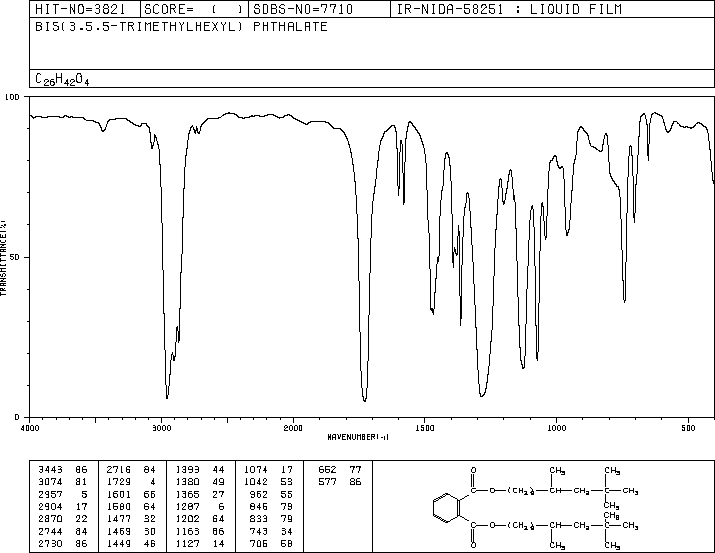 HIT-NO=3821 SCORE= ( ) SDBS-NO=7710 IR-NIDA-58251 : LIQUID FILM
BIS(3.5.5-TRIMETHYLHEXYL) PHTHALATE
C26H42O4
100
50
0
TRANSMITTANCE(%)
4000 3000 2000 1500 1000 500
WAVENUMBER(-1)
3443 86 2716 84 1393 44 1074 17 652 77
3074 81 1729 4 1380 49 1042 53 577 86
2957 5 1601 66 1365 27 962 55
2904 17 1580 64 1287 6 846 79
2870 22 1477 32 1202 64 833 79
2744 84 1469 30 1163 86 743 34
2730 86 1449 46 1127 14 706 58
O CH3 CH3
C-O-(CH2)2-CH-CH2-C-CH3
CH3
CH3
C-O-(CH2)2-CH-CH2-C-CH3
O CH3 CH3